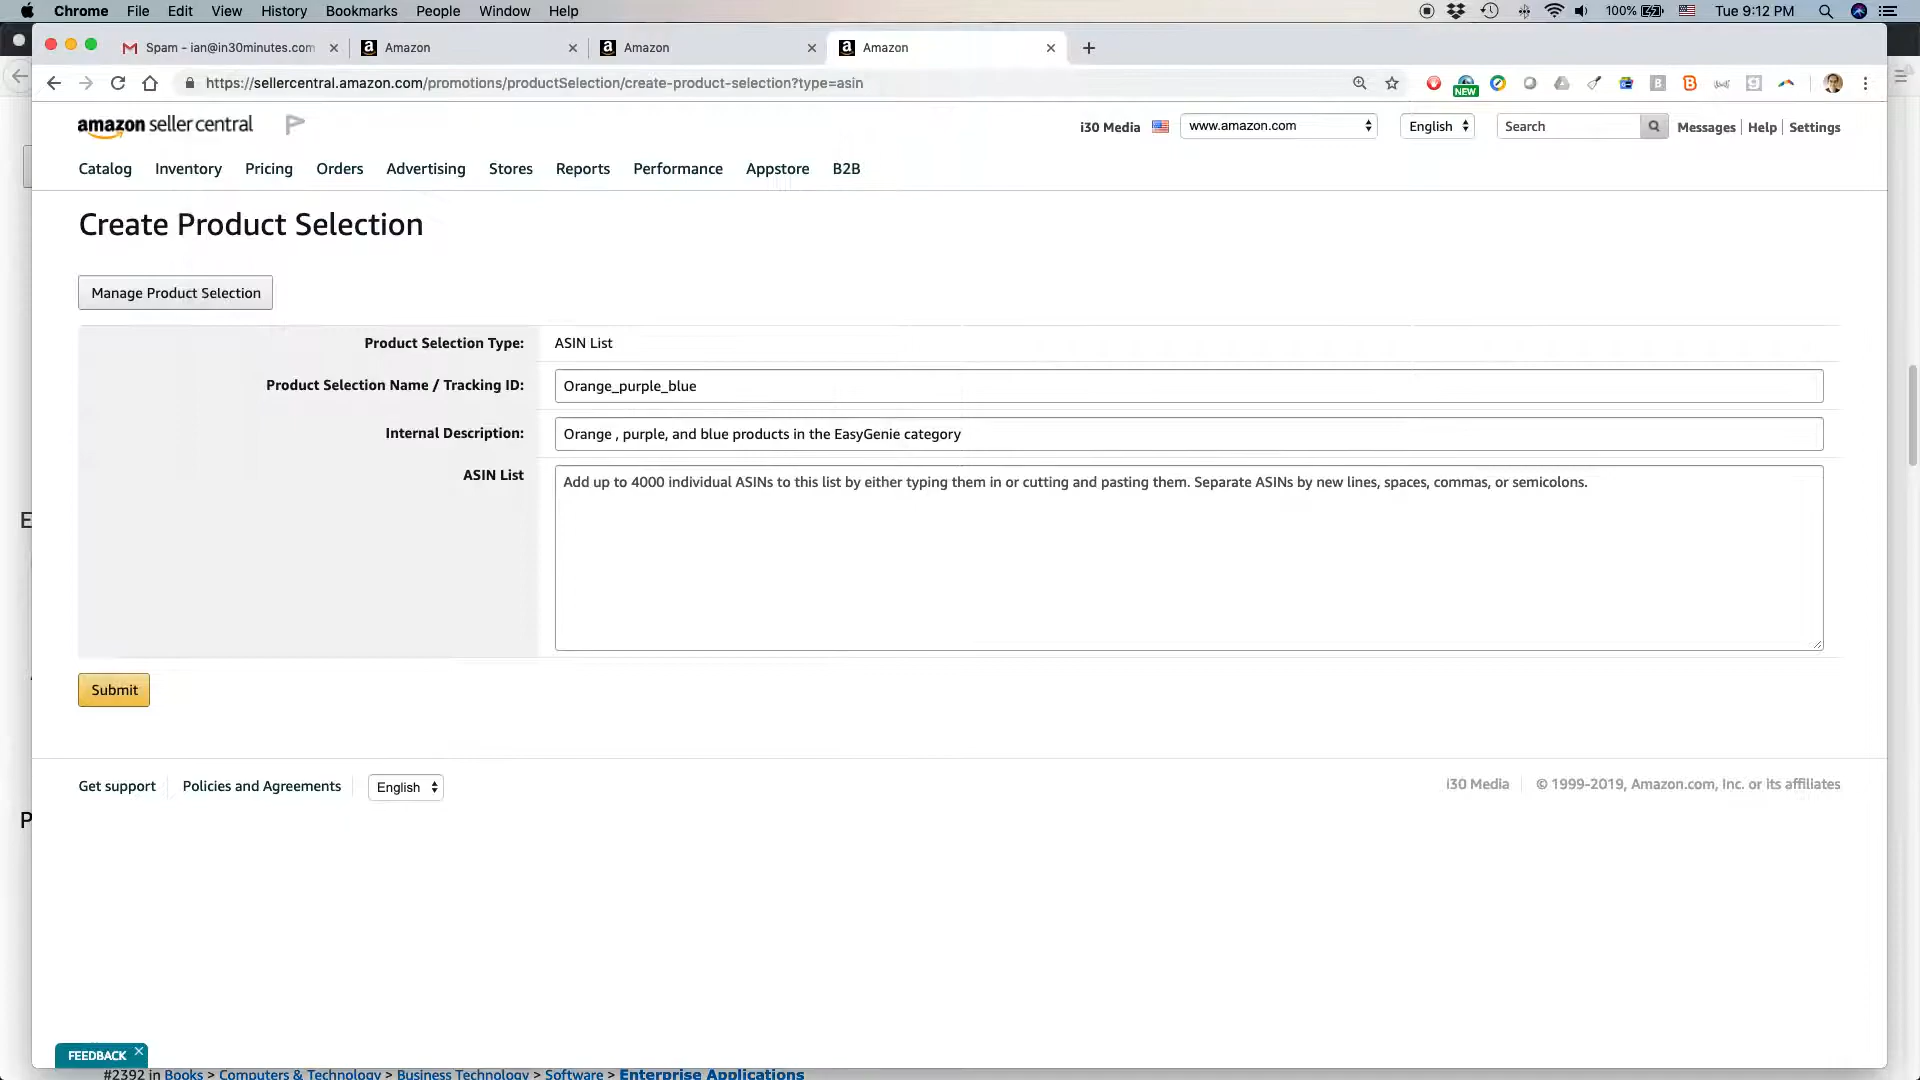 Chrome File Edit View History Bookmarks People Window Help 100% Tue 9:12 PM
Spam - ian@in30minutes.com Amazon Amazon Amazon
https://sellercentral.amazon.com/promotions/productSelection/create-product-selection?type=asin NEW
amazon seller central i30 Media www.amazon.com English Search Messages Help Settings
Catalog Inventory Pricing Orders Advertising Stores Reports Performance Appstore B2B
Create Product Selection
Manage Product Selection
Product Selection Type: ASIN List
Product Selection Name / Tracking ID: Orange_purple_blue
Internal Description: Orange , purple, and blue products in the EasyGenie category
ASIN List Add up to 4000 individual ASINs to this list by either typing them in or cutting and pasting them. Separate ASINs by new lines, spaces, commas, or semicolons.
E
Submit
Get support Policies and Agreements English i30 Media © 1999-2019, Amazon.com, Inc. or its affiliates
P
FEEDBACK
#2392 in Books > Computers & Technology > Business Technology > Software > Enterprise Applications